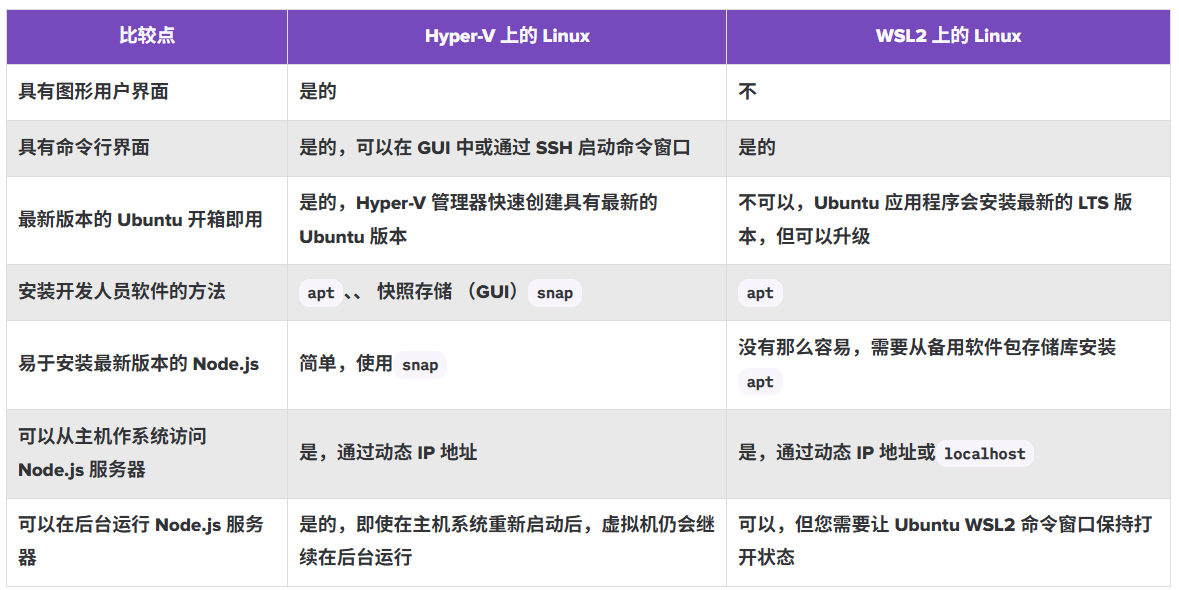 比较点 Hyper-V 上的 Linux WSL2 上的 Linux
具有图形用户界面 是的 不
具有命令行界面 是的，可以在 GUI 中或通过 SSH 启动命令窗口 是的
最新版本的 Ubuntu 开箱即用
是的，Hyper-V 管理器快速创建具有最新的
Ubuntu 版本
不可以，Ubuntu 应用程序会安装最新的 LTS 版
本，但可以升级
安装开发人员软件的方法 apt、、 快照存储 （GUI） snap apt
易于安装最新版本的 Node.js 简单，使用 snap
没有那么容易，需要从备用软件包存储库安装
apt
可以从主机作系统访问
Node.js 服务器
是，通过动态 IP 地址 是，通过动态 IP 地址或 localhost
可以在后台运行 Node.js 服务
器
是的，即使在主机系统重新启动后，虚拟机仍会继
续在后台运行
可以，但您需要让 Ubuntu WSL2 命令窗口保持打
开状态